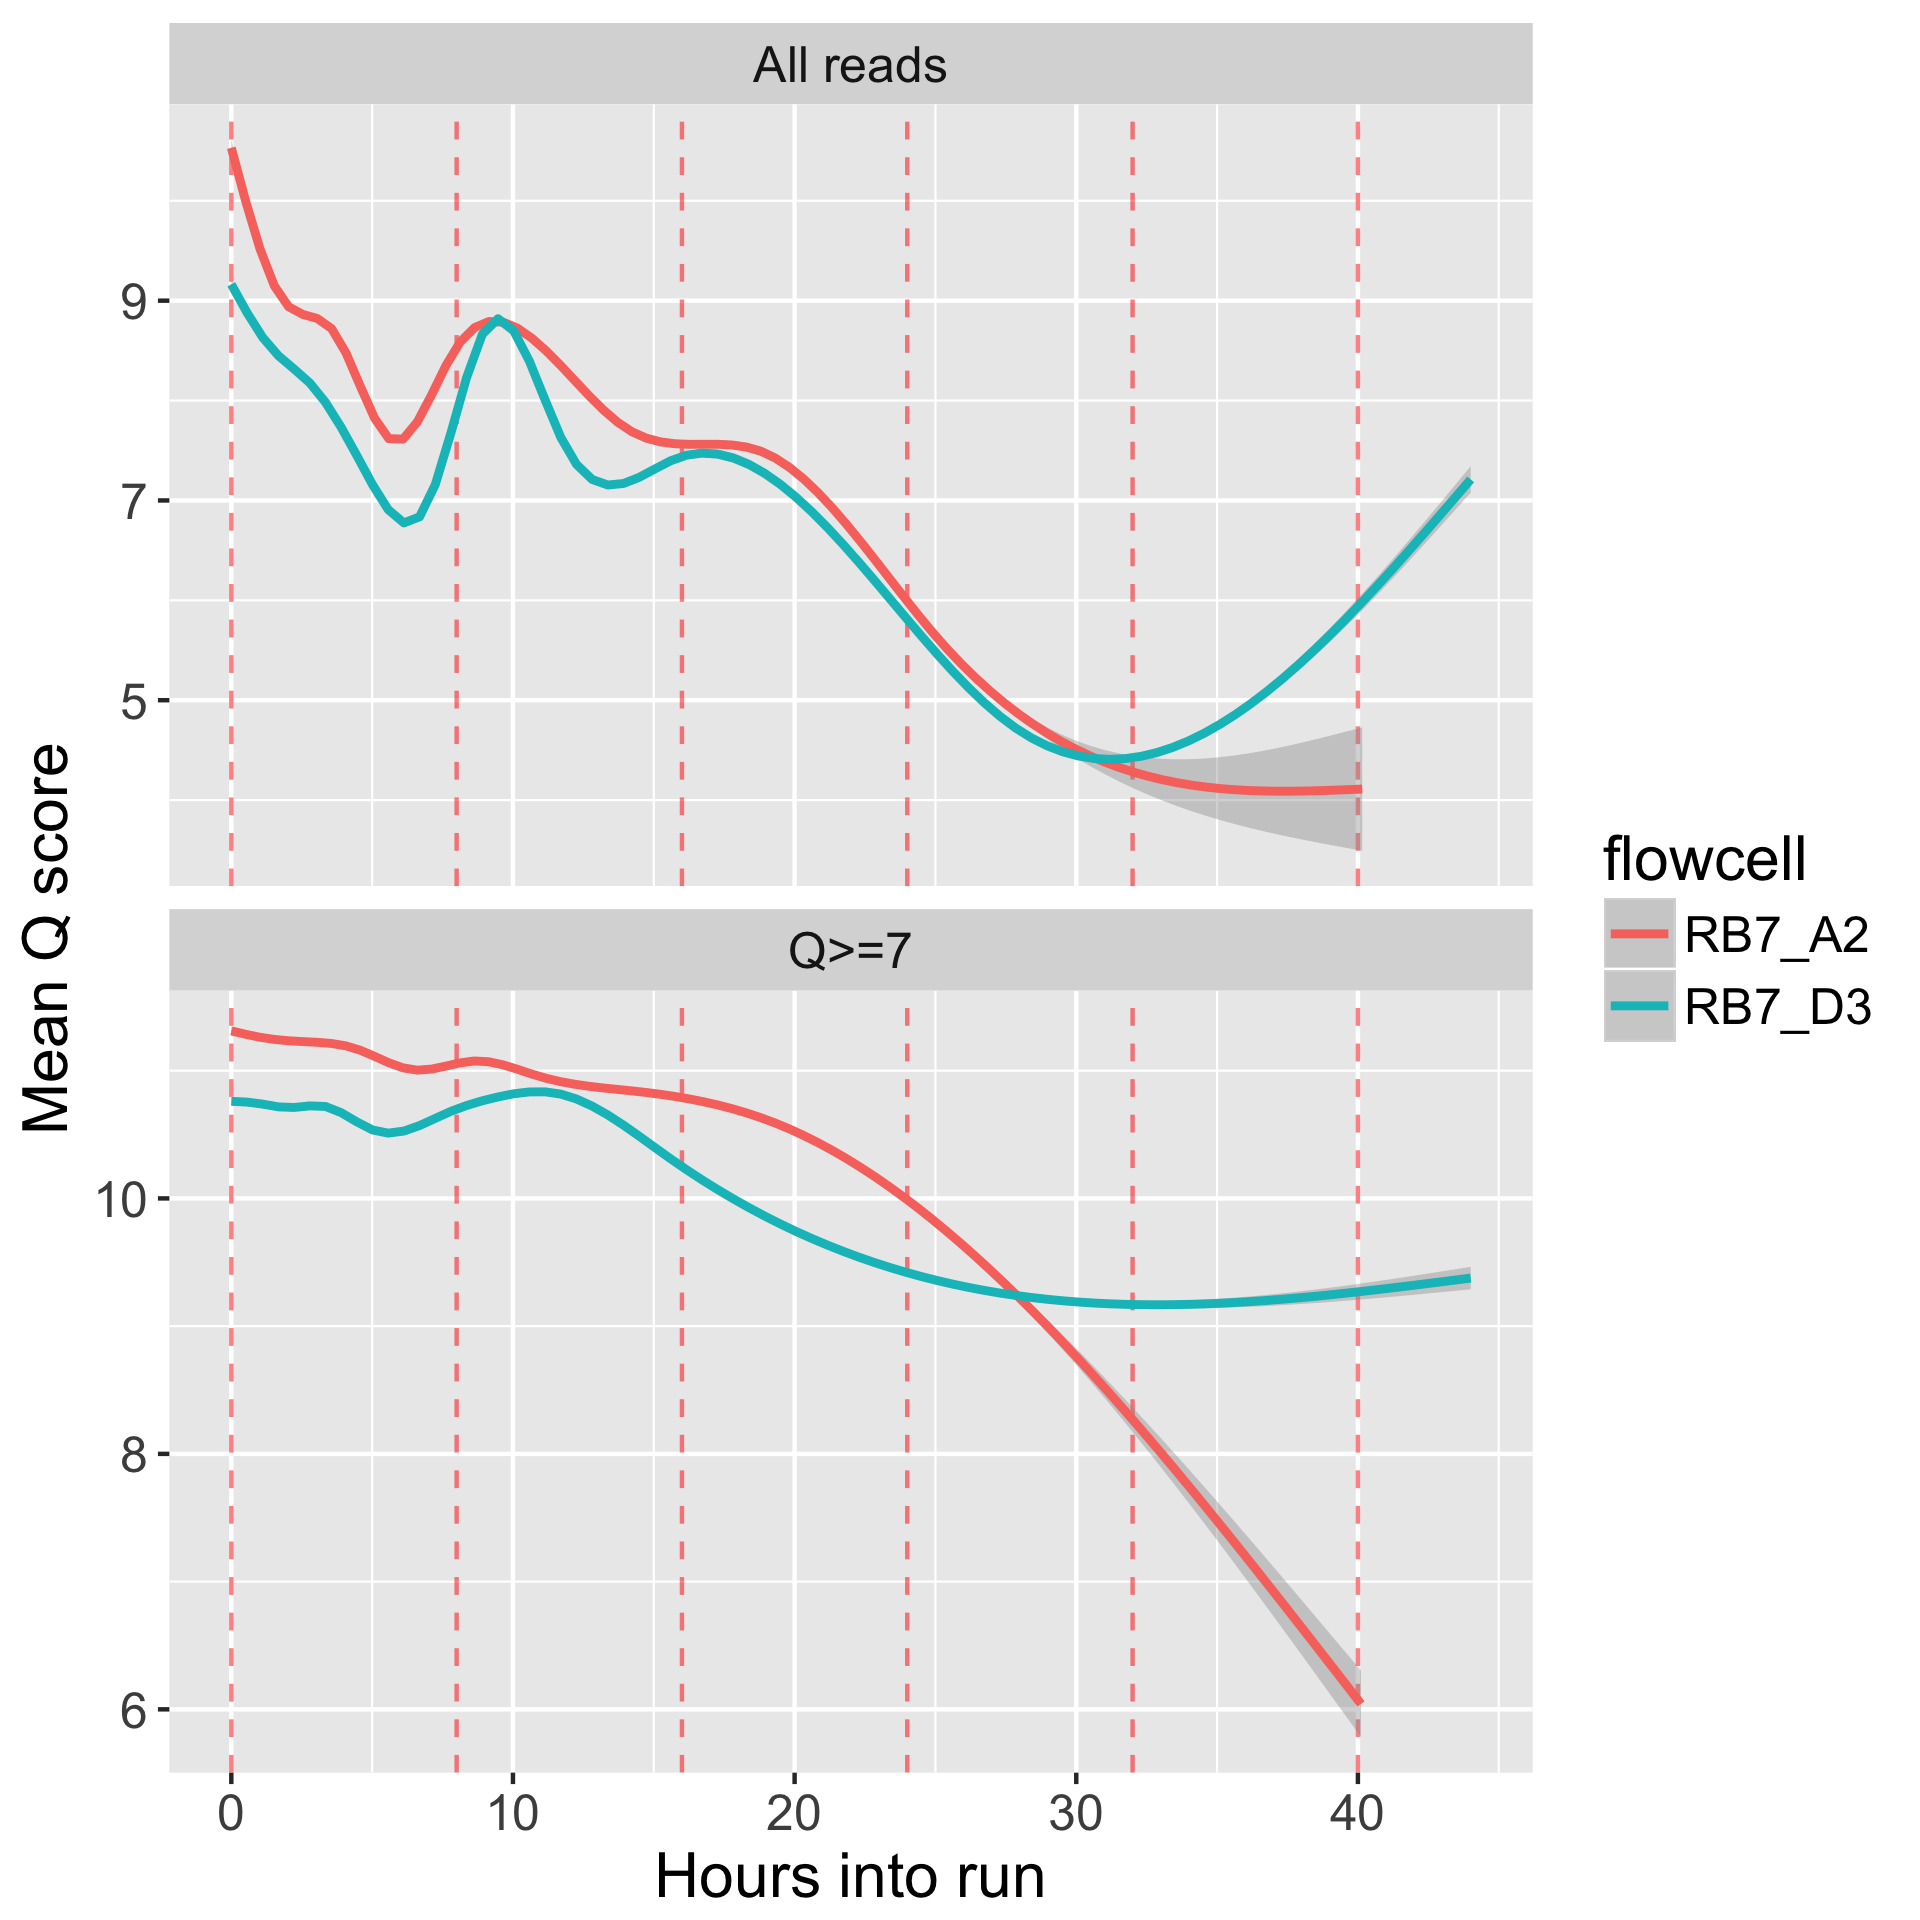 All reads
9
7
5
Q>=7
10
8
6
0 10 20 30 40
Hours into run
Mean Q score
flowcell
RB7_A2
RB7_D3